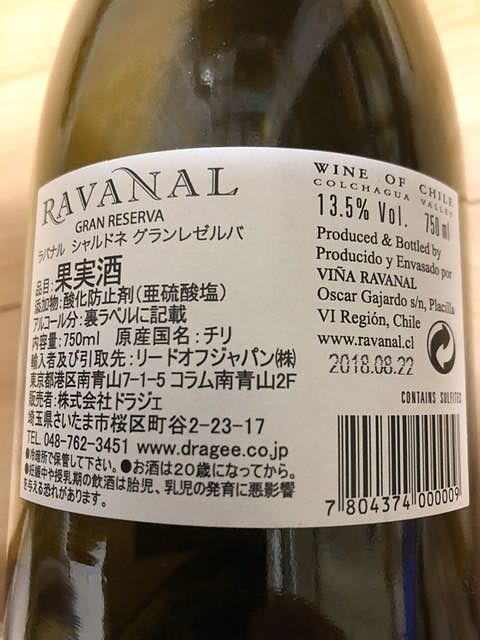 RAVANAL
GRAN RESERVA
ラバナル シャルドネ グランレゼルバ
品目:果実酒
添加物:酸化防止剤(亜硫酸塩)
アルコール分:裏ラベルに記載
内容量:750ml 原産国名:チリ
輸入者及び引取先:リードオフジャパン㈱
東京都港区南青山7-1-5 コラム南青山2F
販売者:株式会社ドラジェ
埼玉県さいたま市桜区町谷2-23-17
TEL. 048-762-3451 www.dragee.co.jp
●冷暗所で保管して下さい。●お酒は20歳になってから。
●妊娠中や授乳期の飲酒は胎児、乳児の発育に悪影響
を与える恐れがあります。
WINE OF CHILE
COLCHAGUA VALLEY
13.5% Vol. 750 ml
Produced & Bottled by
Producido y Envasado por
VIÑA RAVANAL
Oscar Gajardo s/n, Placilla
VI Región, Chile
www.ravanal.cl
2018.08.22
CONTAINS SULFITES
7 804374 000009